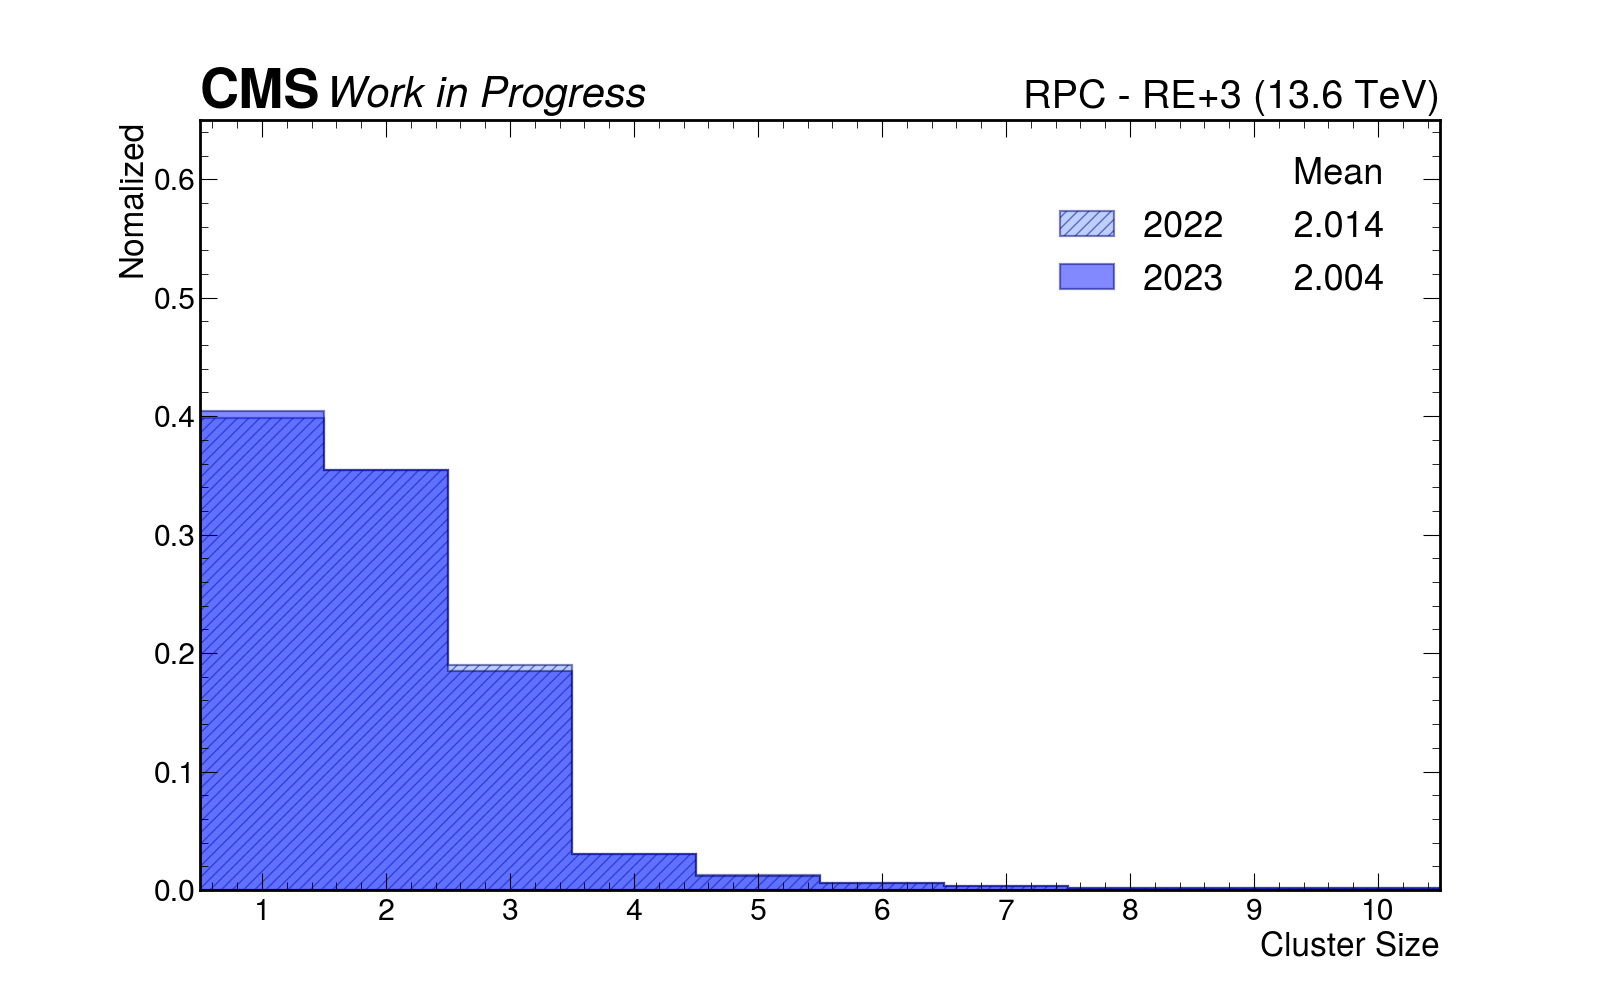 CMS Work in Progress
RPC - RE+3 (13.6 TeV)
Nomalized
Mean
2022 2.014
2023 2.004
0.6
0.5
0.4
0.3
0.2
0.1
0.0
1 2 3 4 5 6 7 8 9 10
Cluster Size